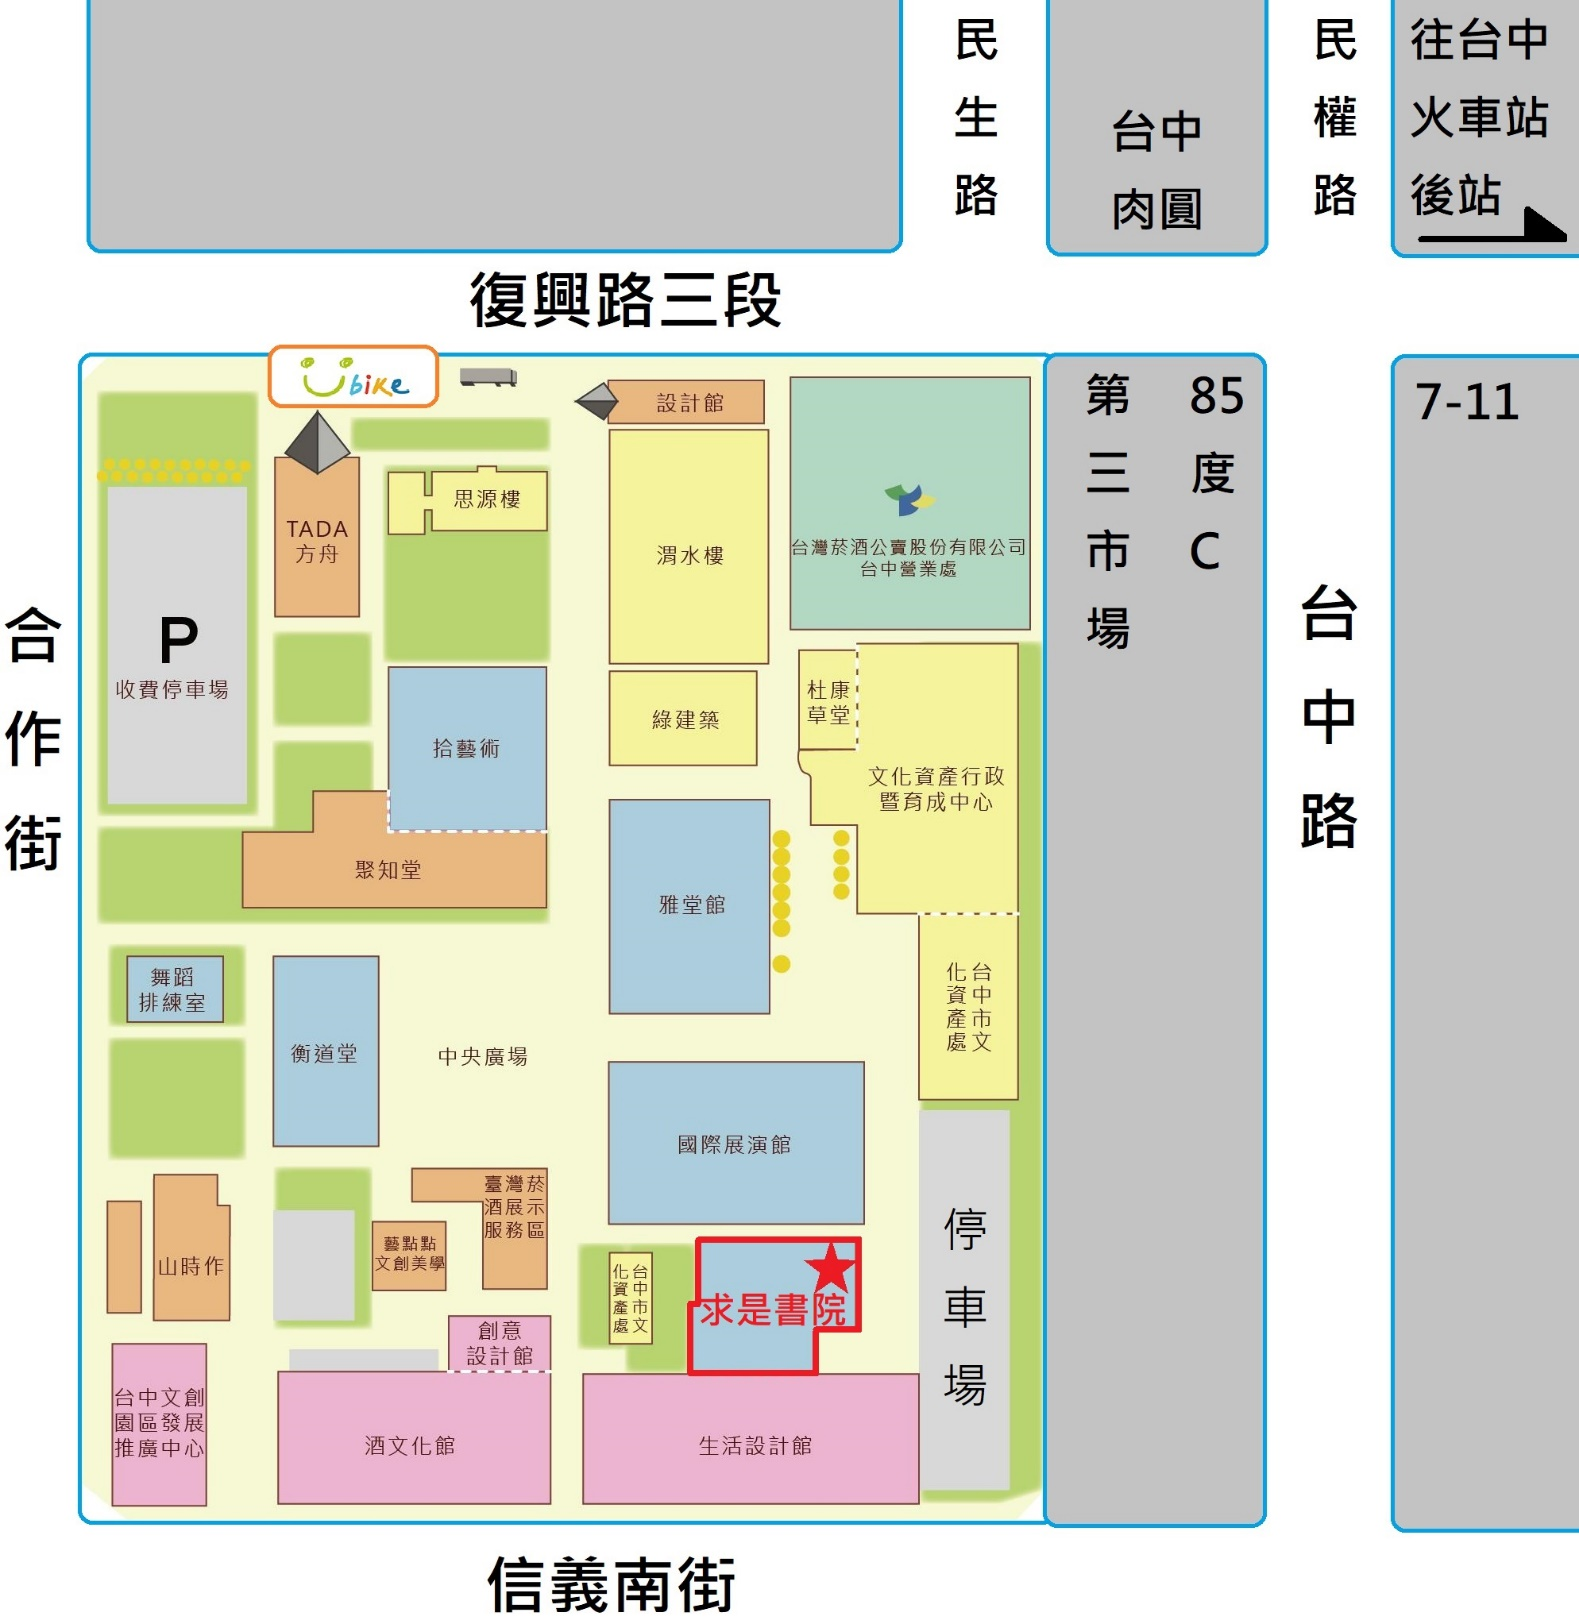 民生路
台中
肉圓
民權路
往台中
火車站
後站
復興路三段
Ubike
設計館
第三市場
85度C
7-11
TADA
方舟
思源樓
渭水樓
台灣菸酒公賣股份有限公司
台中營業處
合作街
P
收費停車場
台中路
拾藝術
綠建築
杜康
草堂
文化資產行政
暨育成中心
聚知堂
雅堂館
舞蹈
排練室
衡道堂
中央廣場
台中市文
化資產處
國際展演館
臺灣菸
酒展示
服務區
藝點點
文創美學
山時作
台中市文
化資產處
求是書院
停車場
創意
設計館
台中文創
園區發展
推廣中心
酒文化館
生活設計館
信義南街